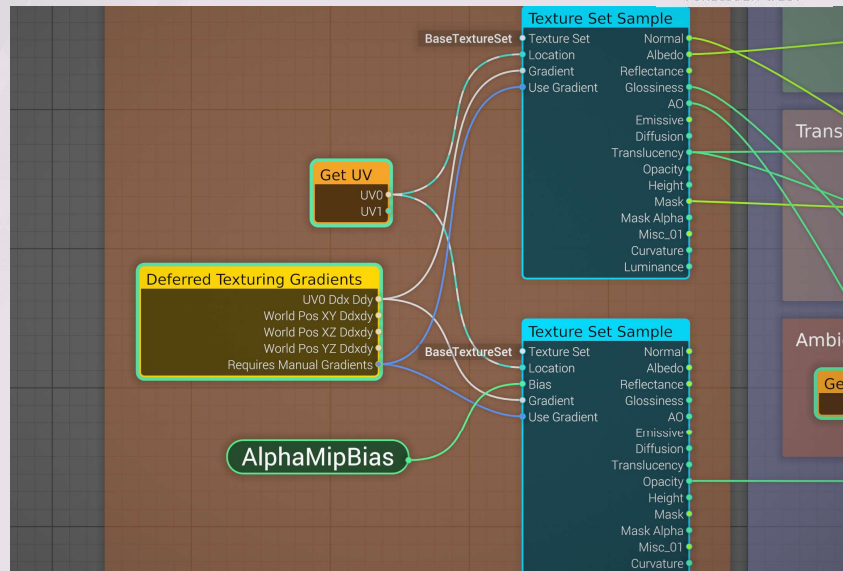 Texture Set Sample
BaseTextureSet
Texture Set
Normal
Location
Albedo
Gradient
Reflectance
Use Gradient
Glossiness
AO
Emissive
Diffusion
Translucency
Opacity
Height
Mask
Mask Alpha
Misc_01
Curvature
Luminance
Get UV
UV0
UV1
Deferred Texturing Gradients
UV0 Ddx Ddy
World Pos XY Ddxdy
World Pos XZ Ddxdy
World Pos YZ Ddxdy
Requires Manual Gradients
AlphaMipBias
Texture Set Sample
BaseTextureSet
Texture Set
Normal
Location
Albedo
Bias
Reflectance
Gradient
Glossiness
Use Gradient
AO
Emissive
Diffusion
Translucency
Opacity
Height
Mask
Mask Alpha
Misc_01
Curvature
Trans
Ambi
Ge